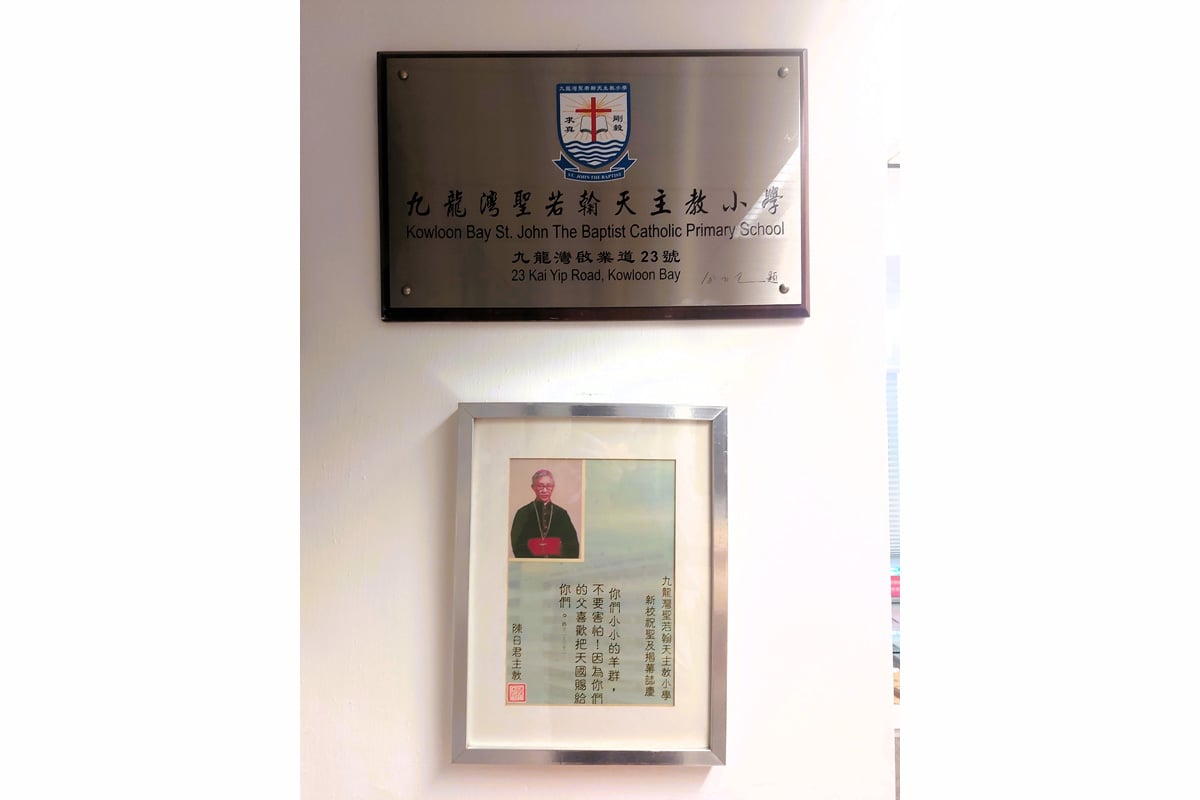 九龍灣聖若翰天主教小學
求真
剛毅
ST. JOHN THE BAPTIST
九龍灣聖若翰天主教小學
Kowloon Bay St. John The Baptist Catholic Primary School
九龍灣啟業道23號
23 Kai Yip Road, Kowloon Bay
題
九龍灣聖若翰天主教小學
新校祝聖及揭幕誌慶
你們小小的羊群，
不要害怕！因為你們
的父喜歡把天國賜給
你們。
陳日君主教